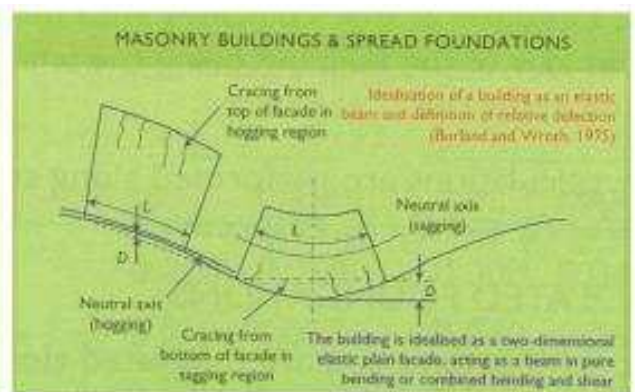 MASONRY BUILDINGS & SPREAD FOUNDATIONS
Cracing from
top of facade in
hogging region
Idealisation of a building as an elastic
beam and definition of relative deflection
(Burland and Wroth, 1975)
L
D
Neutral axis
(sagging)
L
D
Neutral axis
(hogging)
Cracing from
bottom of facade in
sagging region
The building is idealised as a two-dimensional
elastic plain facade, acting as a beam in pure
bending or combined bending and shear